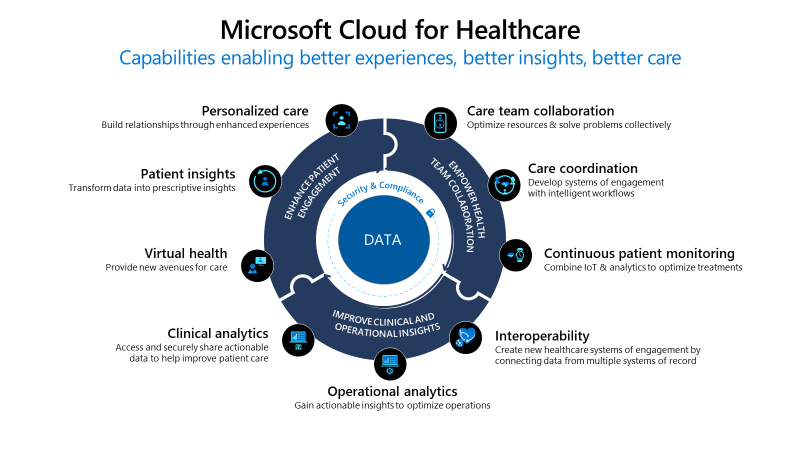 Microsoft Cloud for Healthcare
Capabilities enabling better experiences, better insights, better care
Personalized care
Build relationships through enhanced experiences
Care team collaboration
Optimize resources & solve problems collectively
Patient insights
Transform data into prescriptive insights
Care coordination
Develop systems of engagement
with intelligent workflows
Virtual health
Provide new avenues for care
Continuous patient monitoring
Combine IoT & analytics to optimize treatments
Clinical analytics
Access and securely share actionable
data to help improve patient care
Interoperability
Create new healthcare systems of engagement by
connecting data from multiple systems of record
Operational analytics
Gain actionable insights to optimize operations
ENHANCE PATIENT
ENGAGEMENT
EMPOWER HEALTH
TEAM COLLABORATION
IMPROVE CLINICAL AND
OPERATIONAL INSIGHTS
Security & Compliance
DATA